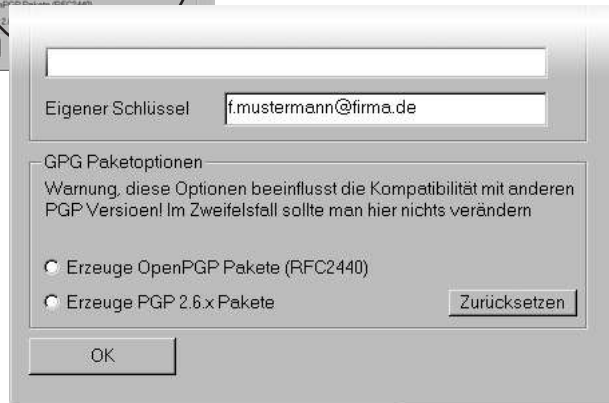 Eigener Schlüssel f.mustermann@firma.de
GPG Paketoptionen
Warnung, diese Optionen beeinflusst die Kompatibilität mit anderen
PGP Versioen! Im Zweifelsfall sollte man hier nichts verändern
Erzeuge OpenPGP Pakete (RFC2440)
Erzeuge PGP 2.6.x Pakete Zurücksetzen
OK